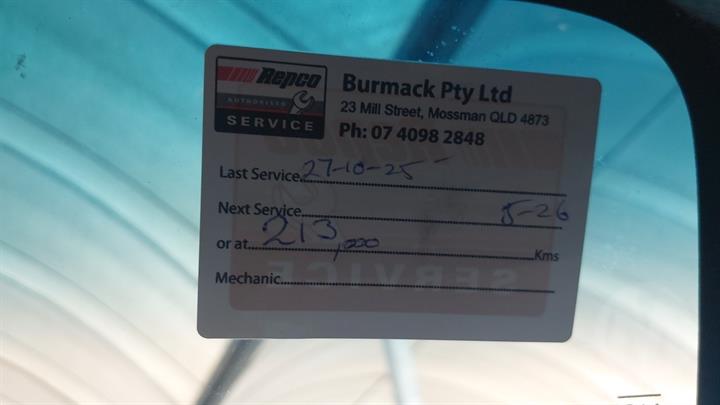 Repco
AUTHORISED
SERVICE
Burmack Pty Ltd
23 Mill Street, Mossman QLD 4873
Ph: 07 4098 2848
Last Service 27-10-25
Next Service 5-26
or at 213,000 Kms
Mechanic
SERVICE